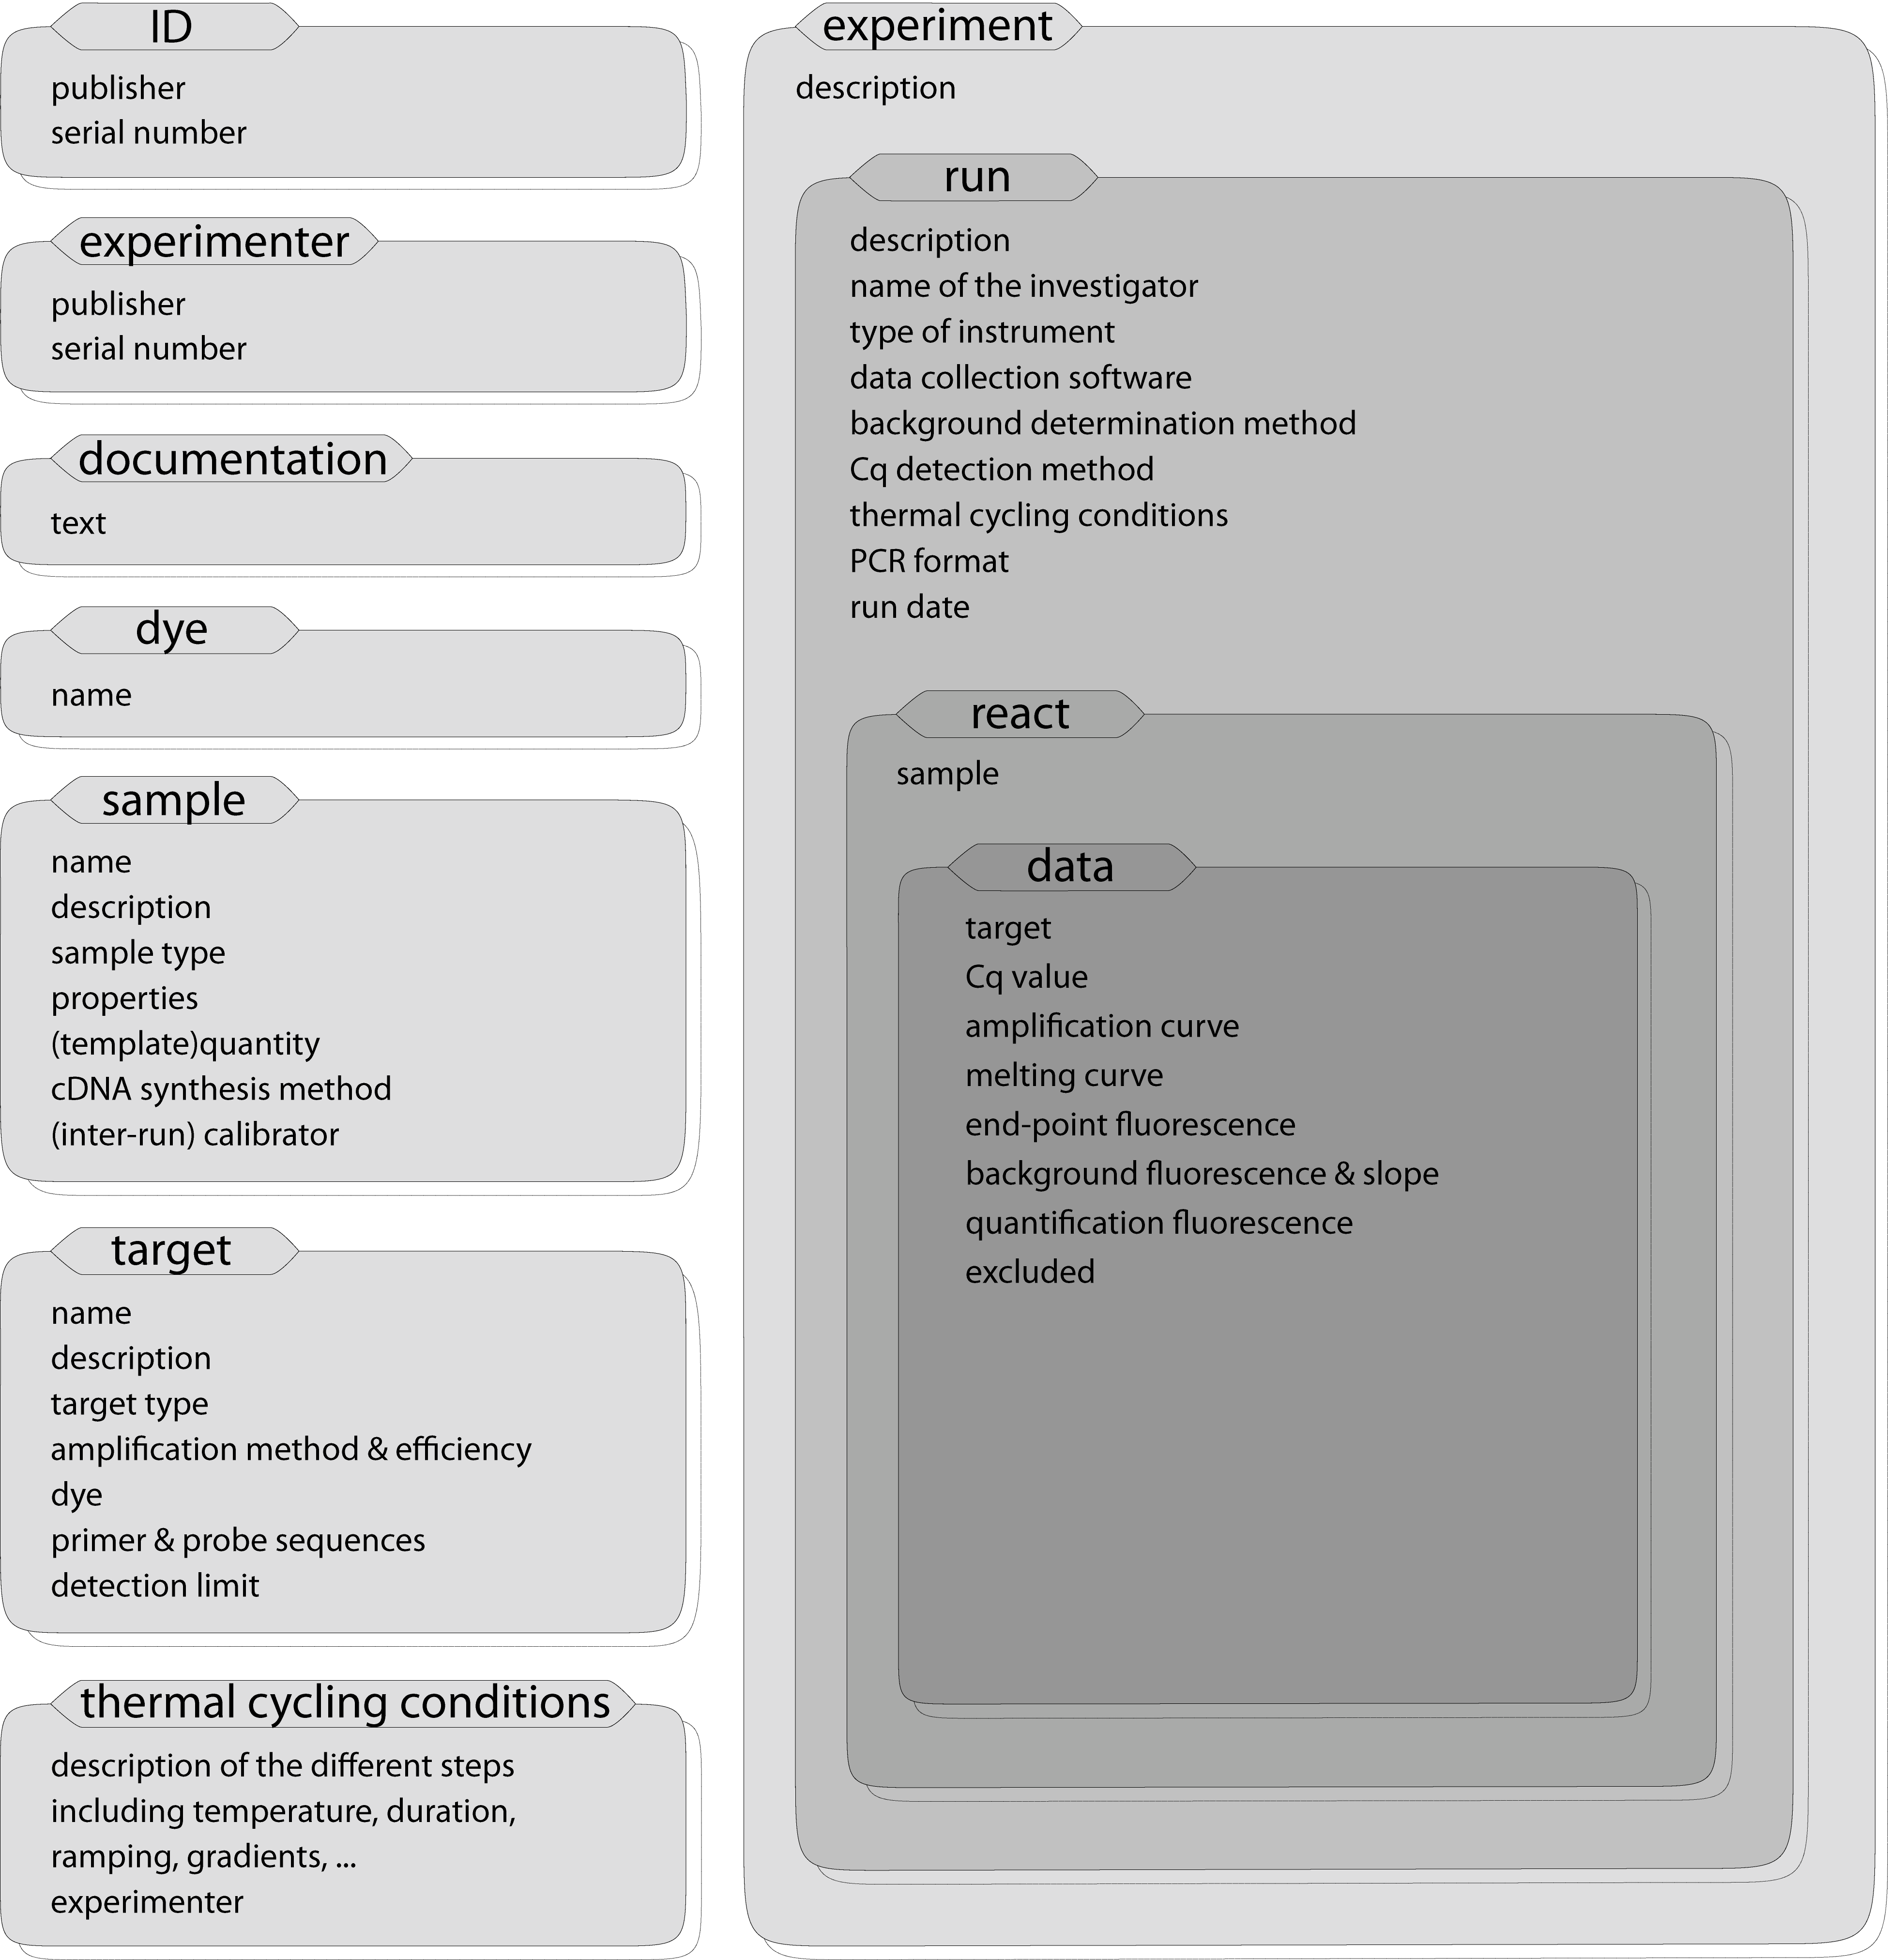 ID
publisher
serial number
experimenter
publisher
serial number
documentation
text
dye
name
sample
name
description
sample type
properties
(template)quantity
cDNA synthesis method
(inter-run) calibrator
target
name
description
target type
amplification method & efficiency
dye
primer & probe sequences
detection limit
thermal cycling conditions
description of the different steps
including temperature, duration,
ramping, gradients, ...
experimenter
experiment
description
run
description
name of the investigator
type of instrument
data collection software
background determination method
Cq detection method
thermal cycling conditions
PCR format
run date
react
sample
data
target
Cq value
amplification curve
melting curve
end-point fluorescence
background fluorescence & slope
quantification fluorescence
excluded